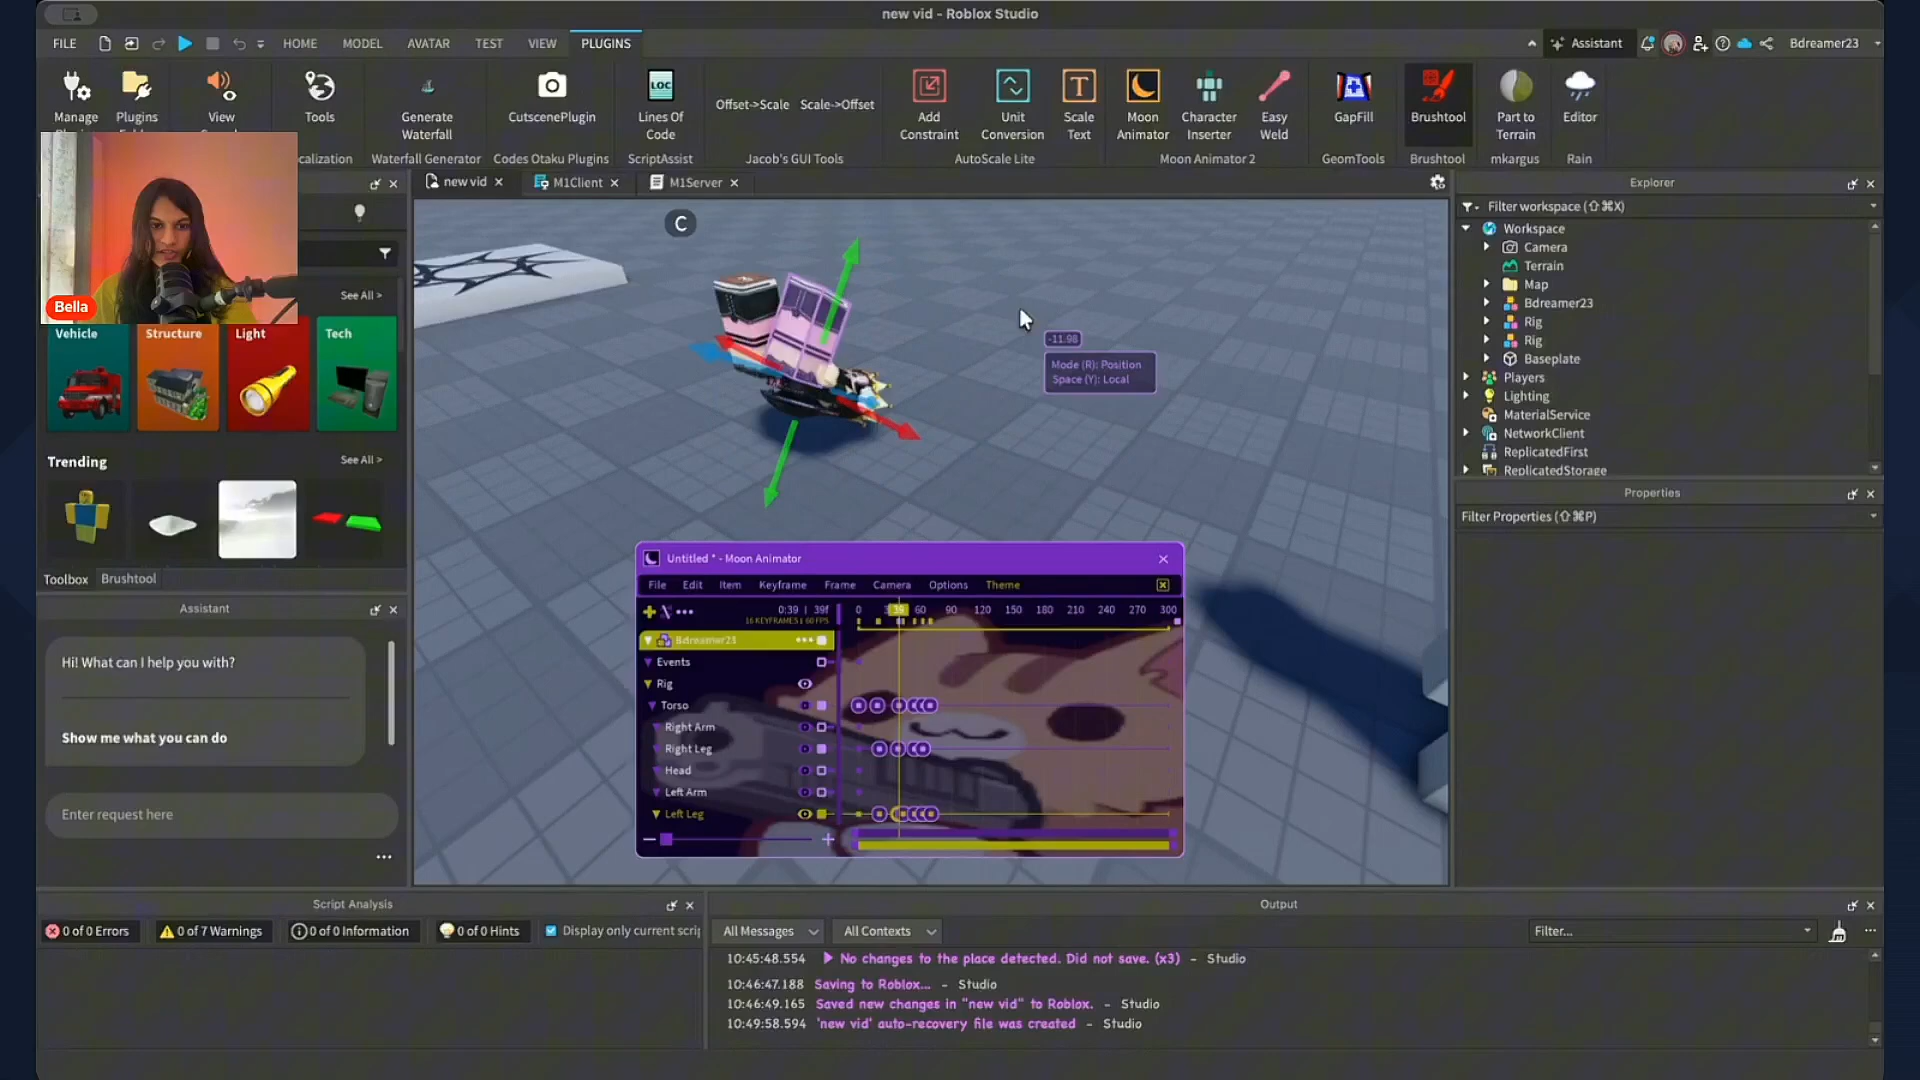 new vid - Roblox Studio
FILE HOME MODEL AVATAR TEST VIEW PLUGINS Assistant Bdreamer23
Manage
Plugins
View
Tools
Generate Waterfall
CutscenePlugin
LOC
Lines Of Code
Offset->Scale Scale->Offset
Add Constraint
Unit Conversion
T
Scale Text
Moon Animator
Character Inserter
Easy Weld
GapFill
Brushtool
Part to Terrain
Editor
Waterfall Generator Codes Otaku Plugins ScriptAssist Jacob's GUI Tools AutoScale Lite Moon Animator 2 GeomTools Brushtool mkargus Rain
new vid M1Client M1Server
Bella
See All >
Vehicle Structure Light Tech
Trending See All >
Toolbox Brushtool
Assistant
Hi! What can I help you with?
Show me what you can do
Enter request here
C
-11.98
Mode (R): Position
Space (Y): Local
Untitled * - Moon Animator
File Edit Item Keyframe Frame Camera Options Theme
0:39 | 39f
16 KEYFRAMES | 60 FPS
0 39 60 90 120 150 180 210 240 270 300
Bdreamer23
Events
Rig
Torso
Right Arm
Right Leg
Head
Left Arm
Left Leg
Explorer
Filter workspace (⇧⌘X)
Workspace
Camera
Terrain
Map
Bdreamer23
Rig
Rig
Baseplate
Players
Lighting
MaterialService
NetworkClient
ReplicatedFirst
ReplicatedStorage
Properties
Filter Properties (⇧⌘P)
Script Analysis
0 of 0 Errors 0 of 7 Warnings 0 of 0 Information 0 of 0 Hints Display only current scrip
Output
All Messages All Contexts Filter...
10:45:48.554 No changes to the place detected. Did not save. (x3) - Studio
10:46:47.188 Saving to Roblox... - Studio
10:46:49.165 Saved new changes in "new vid" to Roblox. - Studio
10:49:58.594 'new vid' auto-recovery file was created - Studio